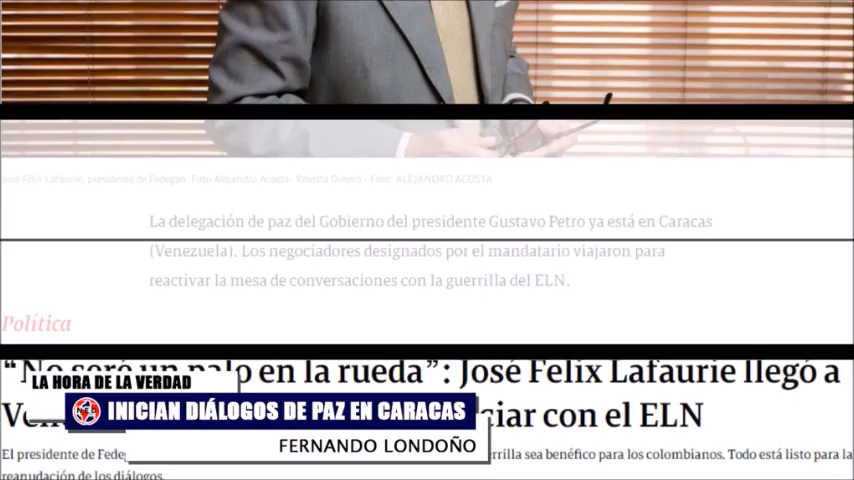 José Félix Lafaurie, presidente de Fedegán. Foto Alejandro Acosta- Revista Dinero - Foto: ALEJANDRO ACOSTA
La delegación de paz del Gobierno del presidente Gustavo Petro ya está en Caracas
(Venezuela). Los negociadores designados por el mandatario viajaron para
reactivar la mesa de conversaciones con la guerrilla del ELN.
Política
“No seré un palo en la rueda”: José Félix Lafaurie llegó a
ciar con el ELN
El presidente de Fede rrilla sea benéfico para los colombianos. Todo está listo para la
reanudación de los diálogos.
LA HORA DE LA VERDAD
INICIAN DIÁLOGOS DE PAZ EN CARACAS
FERNANDO LONDOÑO